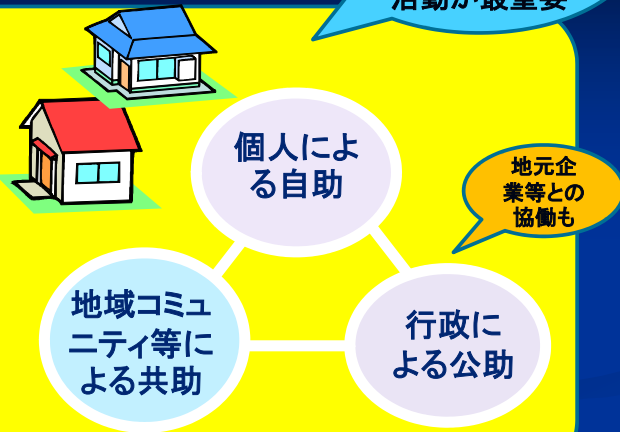 活動が最重要
個人によ
る自助
地元企
業等との
協働も
地域コミュ
ニティ等に
よる共助
行政に
よる公助